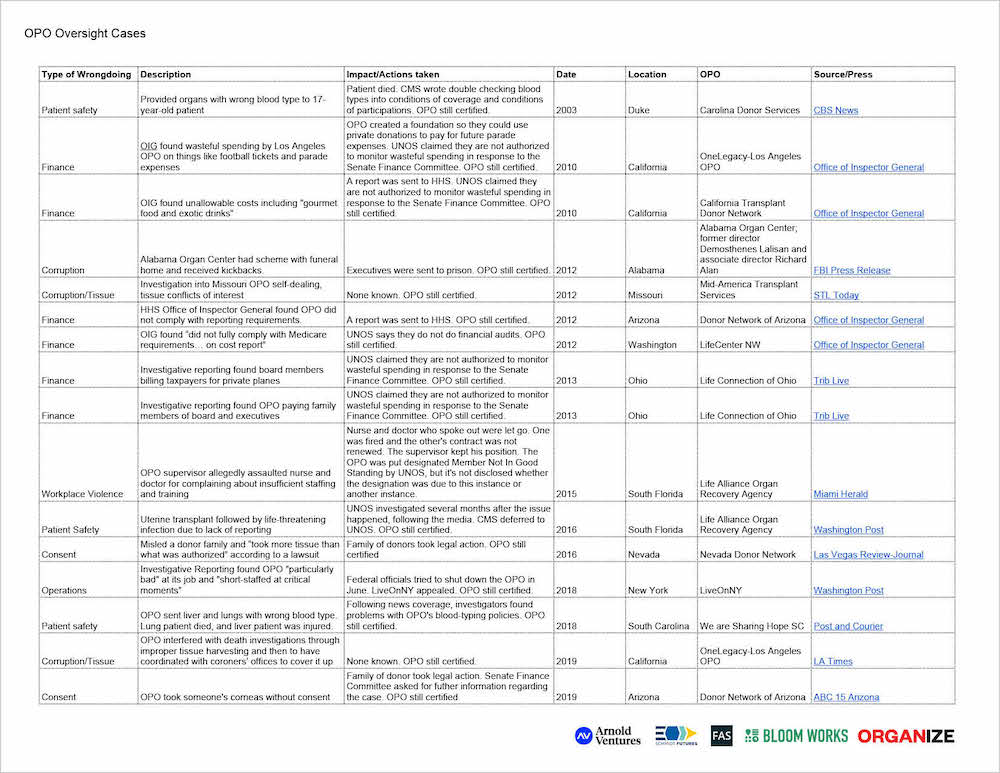 OPO Oversight Cases
Type of Wrongdoing Description Impact/Actions taken Date Location OPO Source/Press
Patient safety
Provided organs with wrong blood type to 17-
year-old patient
Patient died. CMS wrote double checking blood
types into conditions of coverage and conditions
of participations. OPO still certified.
2003
Duke
Carolina Donor Services
CBS News
Finance
OIG found wasteful spending by Los Angeles
OPO on things like football tickets and parade
expenses
OPO created a foundation so they could use
private donations to pay for future parade
expenses. UNOS claimed they are not authorized
to monitor wasteful spending in response to the
Senate Finance Committee. OPO still certified.
2010
California
OneLegacy-Los Angeles
OPO
Office of Inspector General
Finance
OIG found unallowable costs including "gourmet
food and exotic drinks"
A report was sent to HHS. UNOS claimed they
are not authorized to monitor wasteful spending in
response to the Senate Finance Committee. OPO
still certified.
2010
California
California Transplant
Donor Network
Office of Inspector General
Corruption
Alabama Organ Center had scheme with funeral
home and received kickbacks
Executives were sent to prison. OPO still certified.
2012
Alabama
Alabama Organ Center;
former director
Demosthenes Lalisan and
associate director Richard
Alan
FBI Press Release
Corruption/Tissue
Investigation into Missouri OPO self-dealing,
tissue conflicts of interest
None known. OPO still certified.
2012
Missouri
Mid-America Transplant
Services
STL Today
Finance
HHS Office of Inspector General found OPO did
not comply with reporting requirements.
A report was sent to HHS. OPO still certified.
2012
Arizona
Donor Network of Arizona
Office of Inspector General
Finance
OIG found "did not fully comply with Medicare
requirements… on cost report"
UNOS says they do not do financial audits. OPO
still certified.
2012
Washington
LifeCenter NW
Office of Inspector General
Finance
Investigative reporting found board members
billing taxpayers for private planes
UNOS claimed they are not authorized to monitor
wasteful spending in response to the Senate
Finance Committee. OPO still certified.
2013
Ohio
Life Connection of Ohio
Trib Live
Finance
Investigative reporting found OPO paying family
members of board and executives
UNOS claimed they are not authorized to monitor
wasteful spending in response to the Senate
Finance Committee. OPO still certified.
2013
Ohio
Life Connection of Ohio
Trib Live
Workplace Violence
OPO supervisor allegedly assaulted nurse and
doctor for complaining about insufficient staffing
and training
Nurse and doctor who spoke out were let go. One
was fired and the other's contract was not
renewed. The supervisor kept his position. The
OPO was put designated Member Not In Good
Standing by UNOS, but it's not disclosed whether
the designation was due to this instance or
another instance.
2015
South Florida
Life Alliance Organ
Recovery Agency
Miami Herald
Patient Safety
Uterine transplant followed by life-threatening
infection due to lack of reporting
UNOS investigated several months after the issue
happened, following the media. CMS deferred to
UNOS. OPO still certified.
2016
South Florida
Life Alliance Organ
Recovery Agency
Washington Post
Consent
Misled a donor family and "took more tissue than
what was authorized" according to a lawsuit
Family of donors took legal action. OPO still
certified
2016
Nevada
Nevada Donor Network
Las Vegas Review-Journal
Operations
Investigative Reporting found OPO "particularly
bad" at its job and "short-staffed at critical
moments"
Federal officials tried to shut down the OPO in
June. LiveOnNY appealed. OPO still certified.
2018
New York
LiveOnNY
Washington Post
Patient safety
OPO sent liver and lungs with wrong blood type.
Lung patient died, and liver patient was injured.
Following news coverage, investigators found
problems with OPO's blood-typing policies. OPO
still certified.
2018
South Carolina
We are Sharing Hope SC
Post and Courier
Corruption/Tissue
OPO interfered with death investigations through
improper tissue harvesting and then to have
coordinated with coroners' offices to cover it up
None known. OPO still certified.
2019
California
OneLegacy-Los Angeles
OPO
LA Times
Consent
OPO took someone's corneas without consent
Family of donor took legal action. Senate Finance
Committee asked for futher information regarding
the case. OPO still certified
2019
Arizona
Donor Network of Arizona
ABC 15 Arizona
AV Arnold
Ventures
SCHMIDT FUTURES
FAS
BLOOM WORKS
ORGANIZE